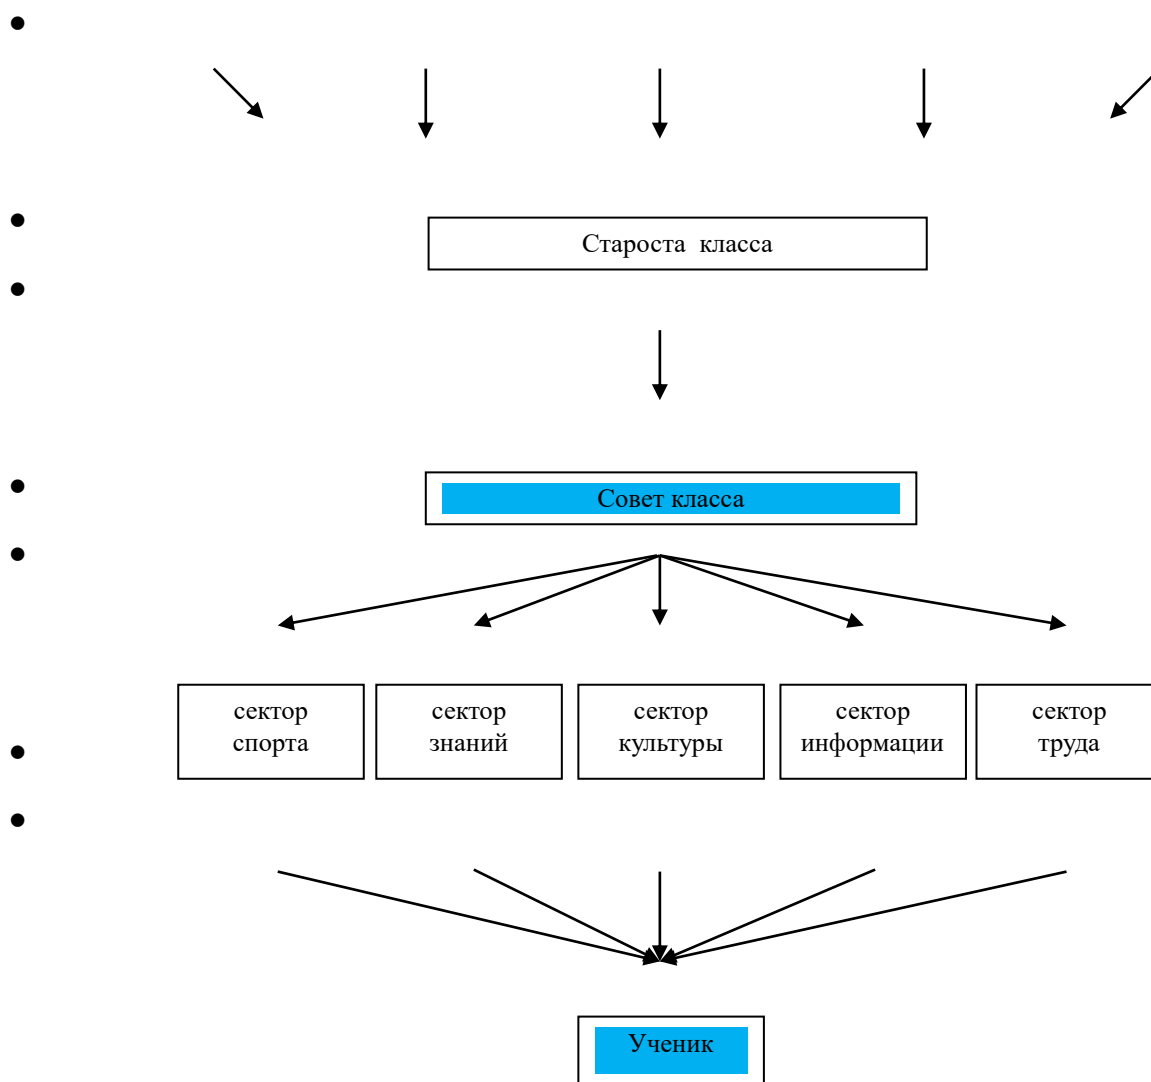 Староста класса
Совет класса
сектор
спорта
сектор
знаний
сектор
культуры
сектор
информации
сектор
труда
Ученик